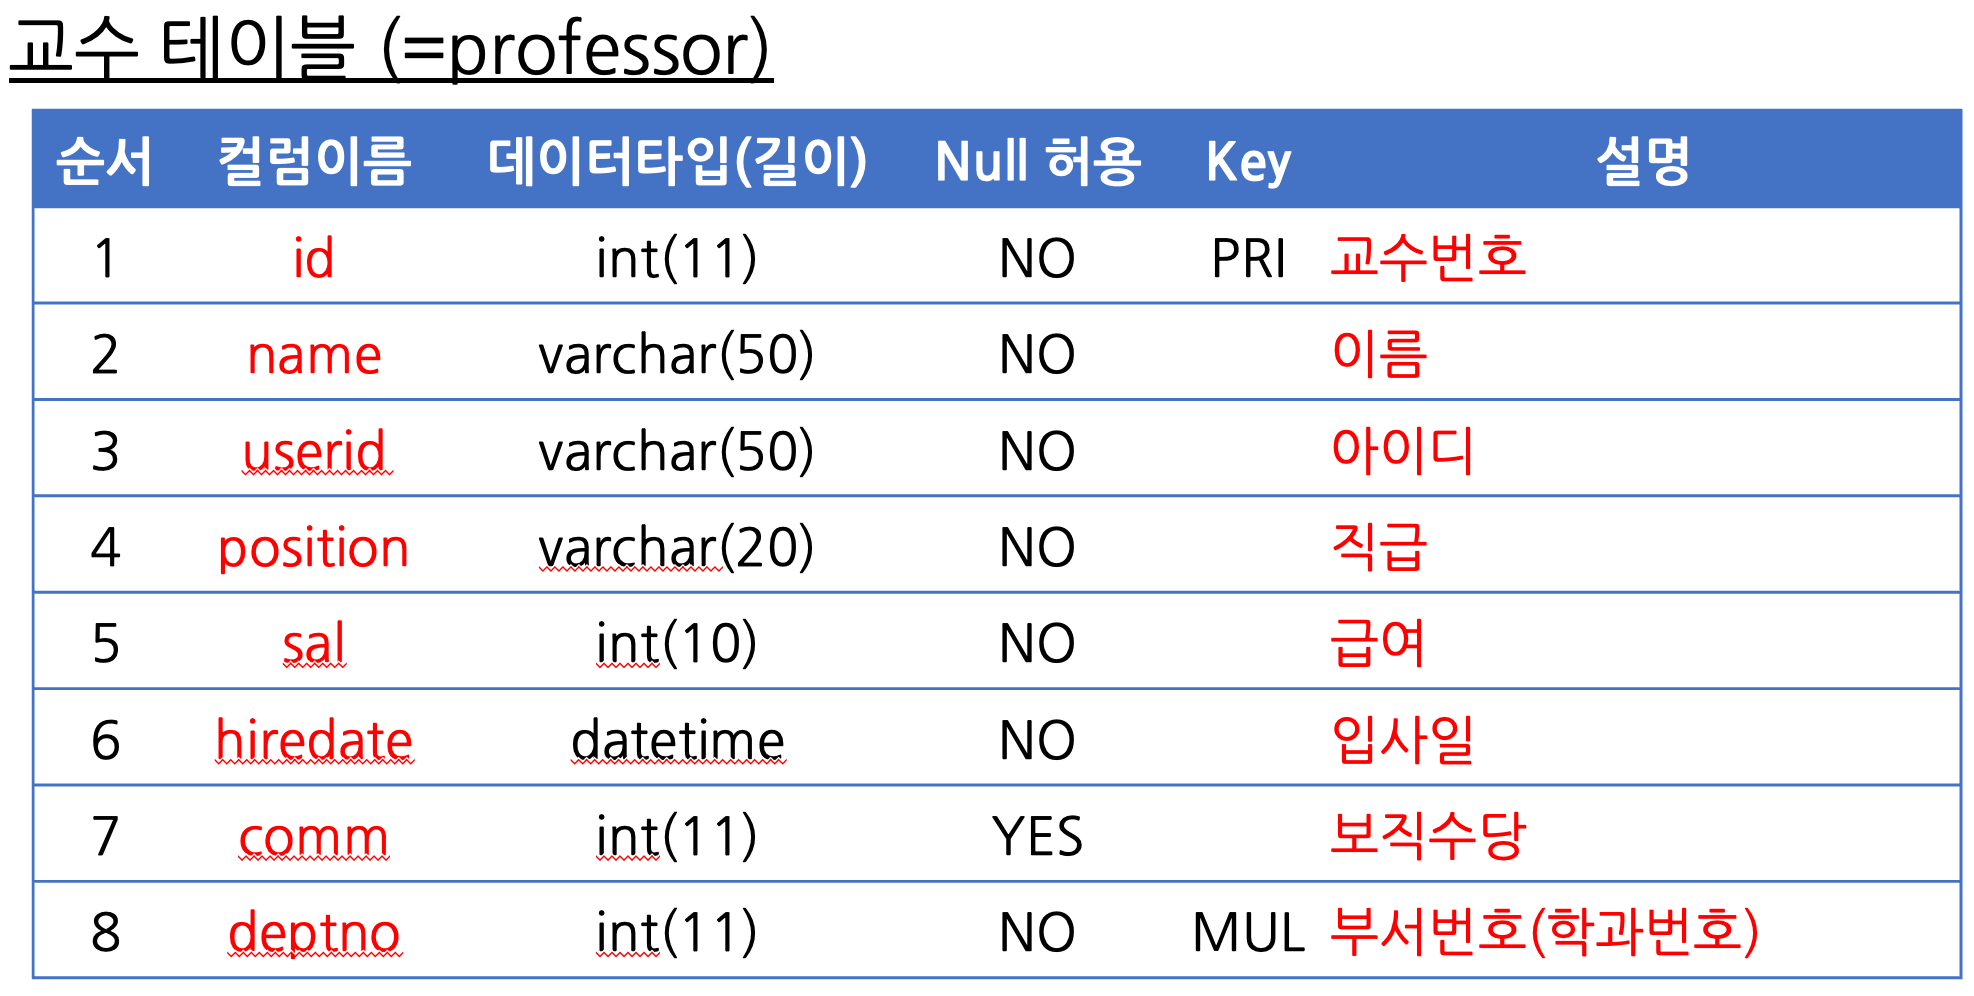 교수 테이블 (=professor)
순서 컬럼이름 데이터타입(길이) Null 허용 Key 설명
1 id int(11) NO PRI 교수번호
2 name varchar(50) NO 이름
3 userid varchar(50) NO 아이디
4 position varchar(20) NO 직급
5 sal int(10) NO 급여
6 hiredate datetime NO 입사일
7 comm int(11) YES 보직수당
8 deptno int(11) NO MUL 부서번호(학과번호)